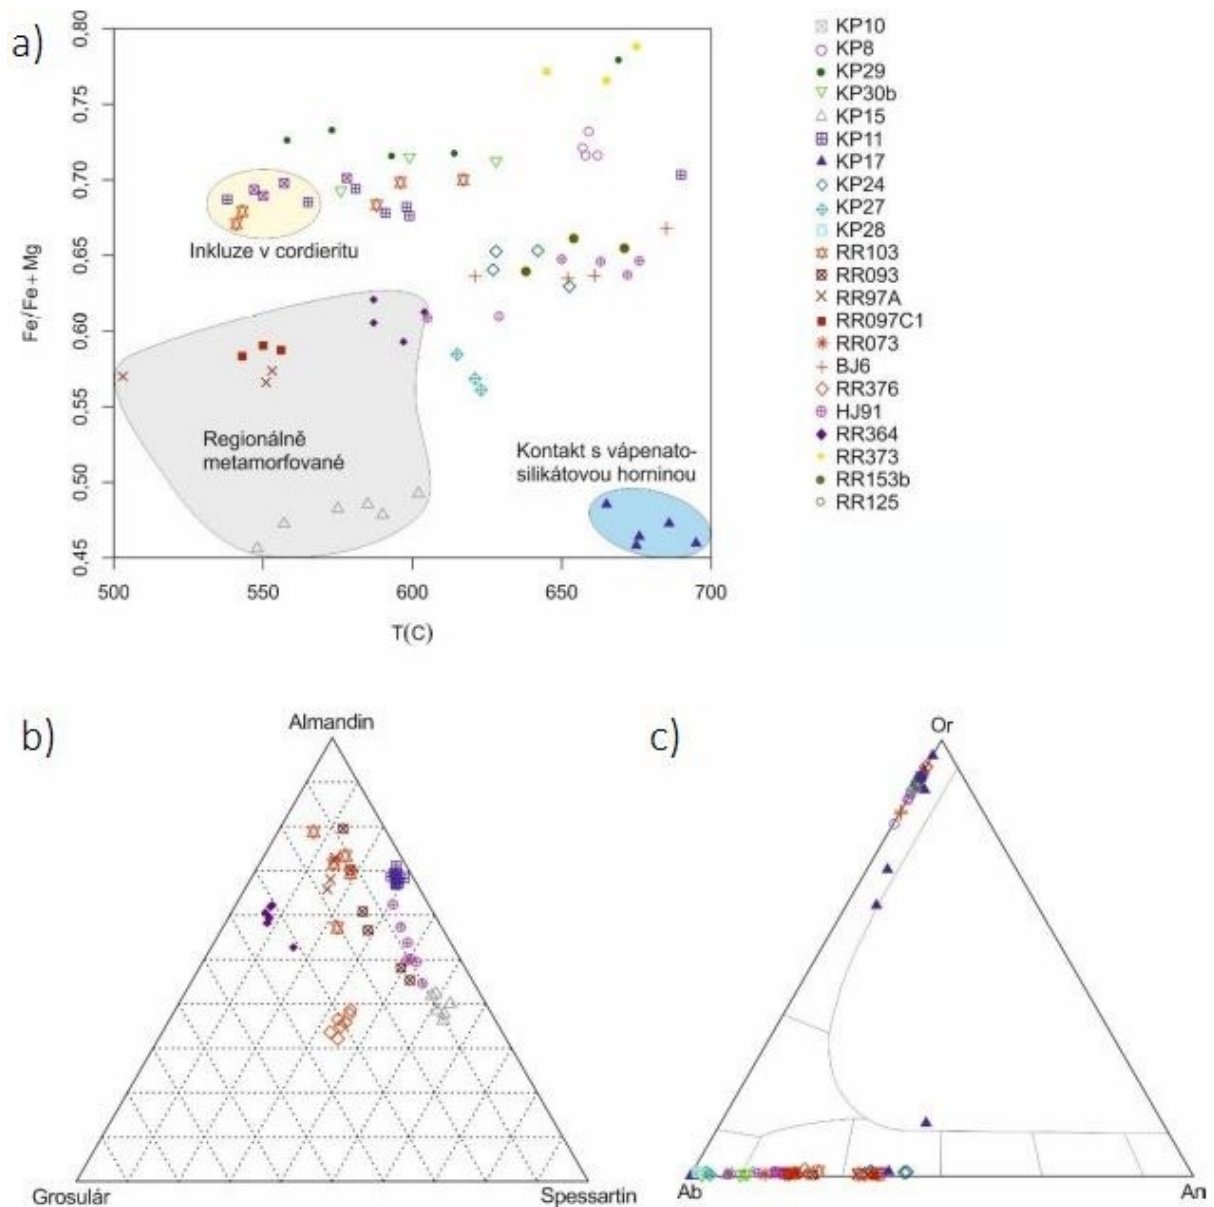 a)
0,80
0,75
0,70
0,65
0,60
0,55
0,50
0,45
Fe/Fe+Mg
Inkluze v cordieritu
Regionálně
metamorfované
Kontakt s vápenato-
silikátovou horninou
500
550
600
650
700
T(C)
KP10
KP8
KP29
KP30b
KP15
KP11
KP17
KP24
KP27
KP28
RR103
RR093
RR97A
RR097C1
RR073
BJ6
RR376
HJ91
RR364
RR373
RR153b
RR125
b)
Almandin
Grosulár
Spessartin
c)
Or
Ab
An